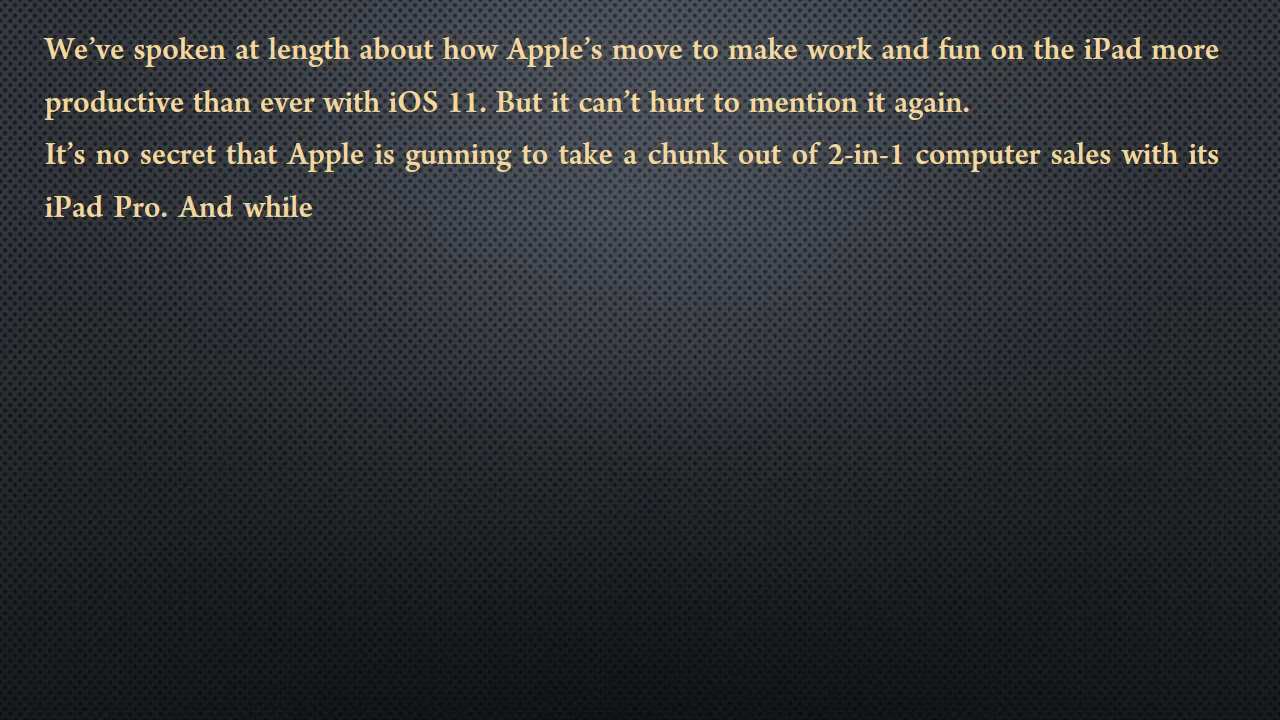 We’ve spoken at length about how Apple’s move to make work and fun on the iPad more
productive than ever with iOS 11. But it can’t hurt to mention it again.
It’s no secret that Apple is gunning to take a chunk out of 2-in-1 computer sales with its
iPad Pro. And while